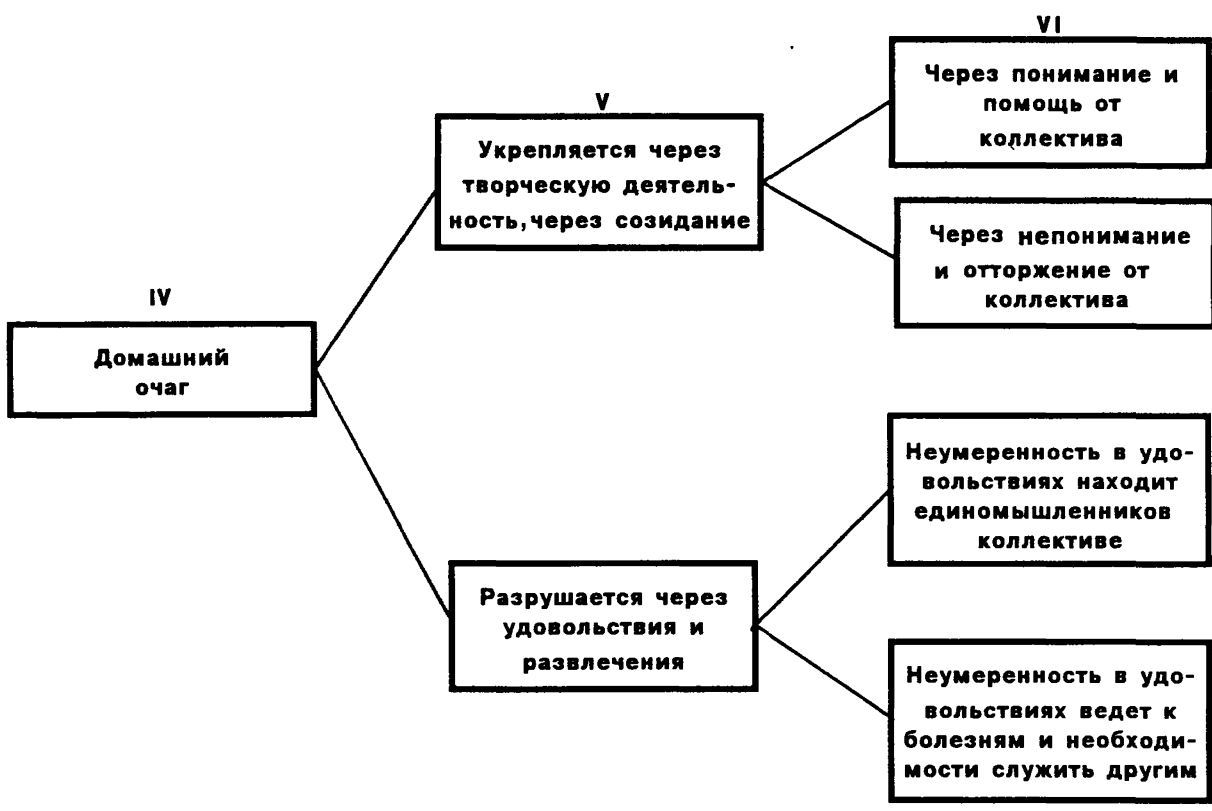 VI
Через понимание и
помощь от
коллектива
Через непонимание
и отторжение от
коллектива
V
Укрепляется через
творческую деятель-
ность, через созидание
IV
Домашний
очаг
Неумеренность в удо-
вольствиях находит
единомышленников
коллективе
Разрушается через
удовольствия и
развлечения
Неумеренность в удо-
вольствиях ведет к
болезням и необходи-
мости служить другим